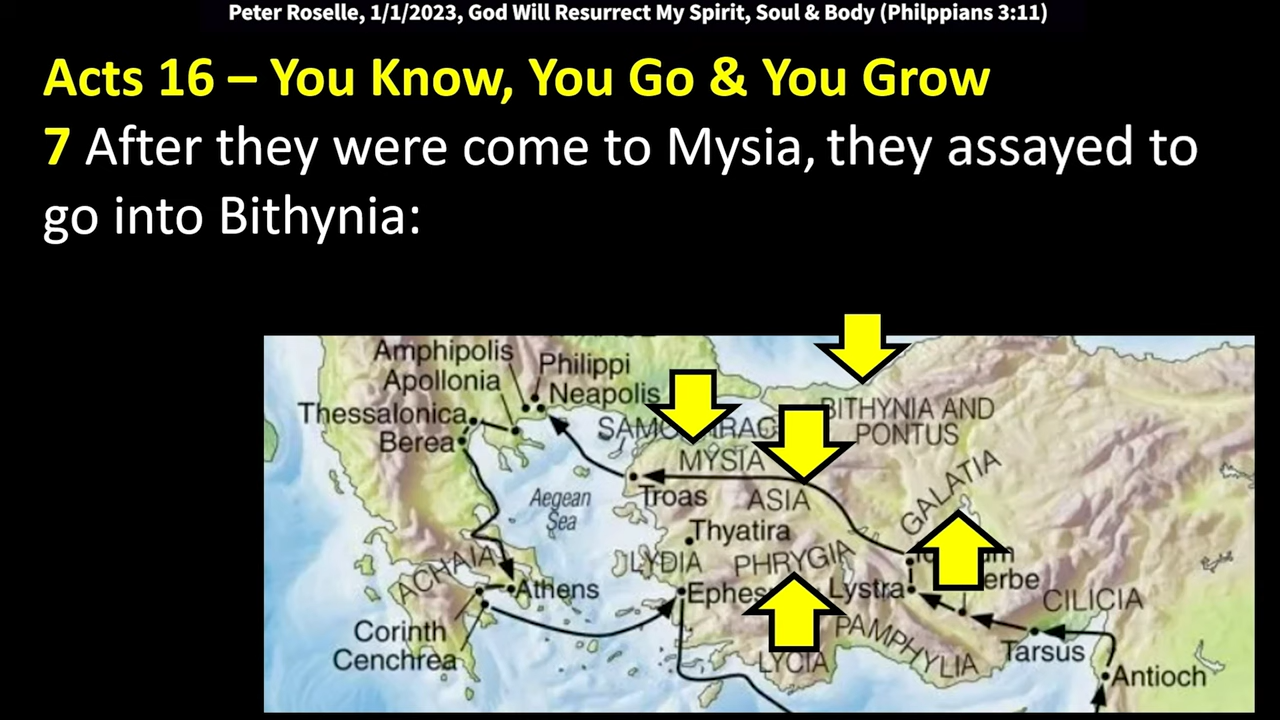 Peter Roselle, 1/1/2023, God Will Resurrect My Spirit, Soul & Body (Philppians 3:11)
Acts 16 – You Know, You Go & You Grow
7 After they were come to Mysia, they assayed to
go into Bithynia:
Amphipolis
Philippi
Apollonia
Neapolis
Thessalonica
Berea
BITHYNIA AND
PONTUS
MYSIA
GALATIA
Troas
ASIA
Aegean
Sea
Thyatira
LYDIA
PHRYGIA
ACHAIA
Athens
Lystra
CILICIA
Corinth
Cenchrea
PAMPHYLIA
LYCIA
Tarsus
Antioch